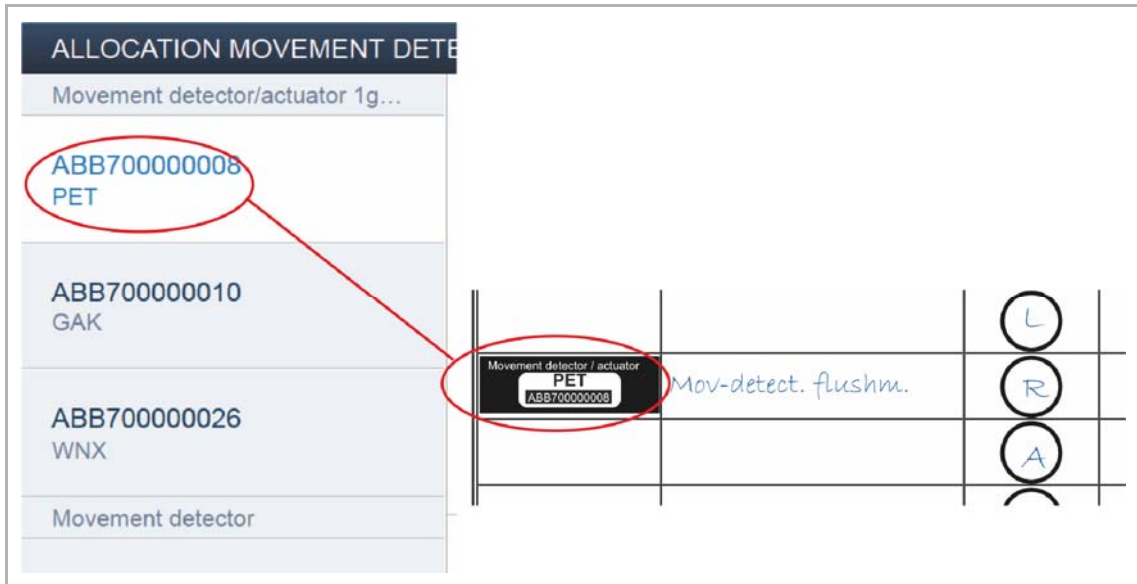 ALLOCATION MOVEMENT DETE
Movement detector/actuator 1g...
ABB700000008
PET
ABB700000010
GAK
ABB700000026
WNX
Movement detector
L
Movement detector / actuator
PET
ABB700000008
Mov-detect. flushm.
R
A